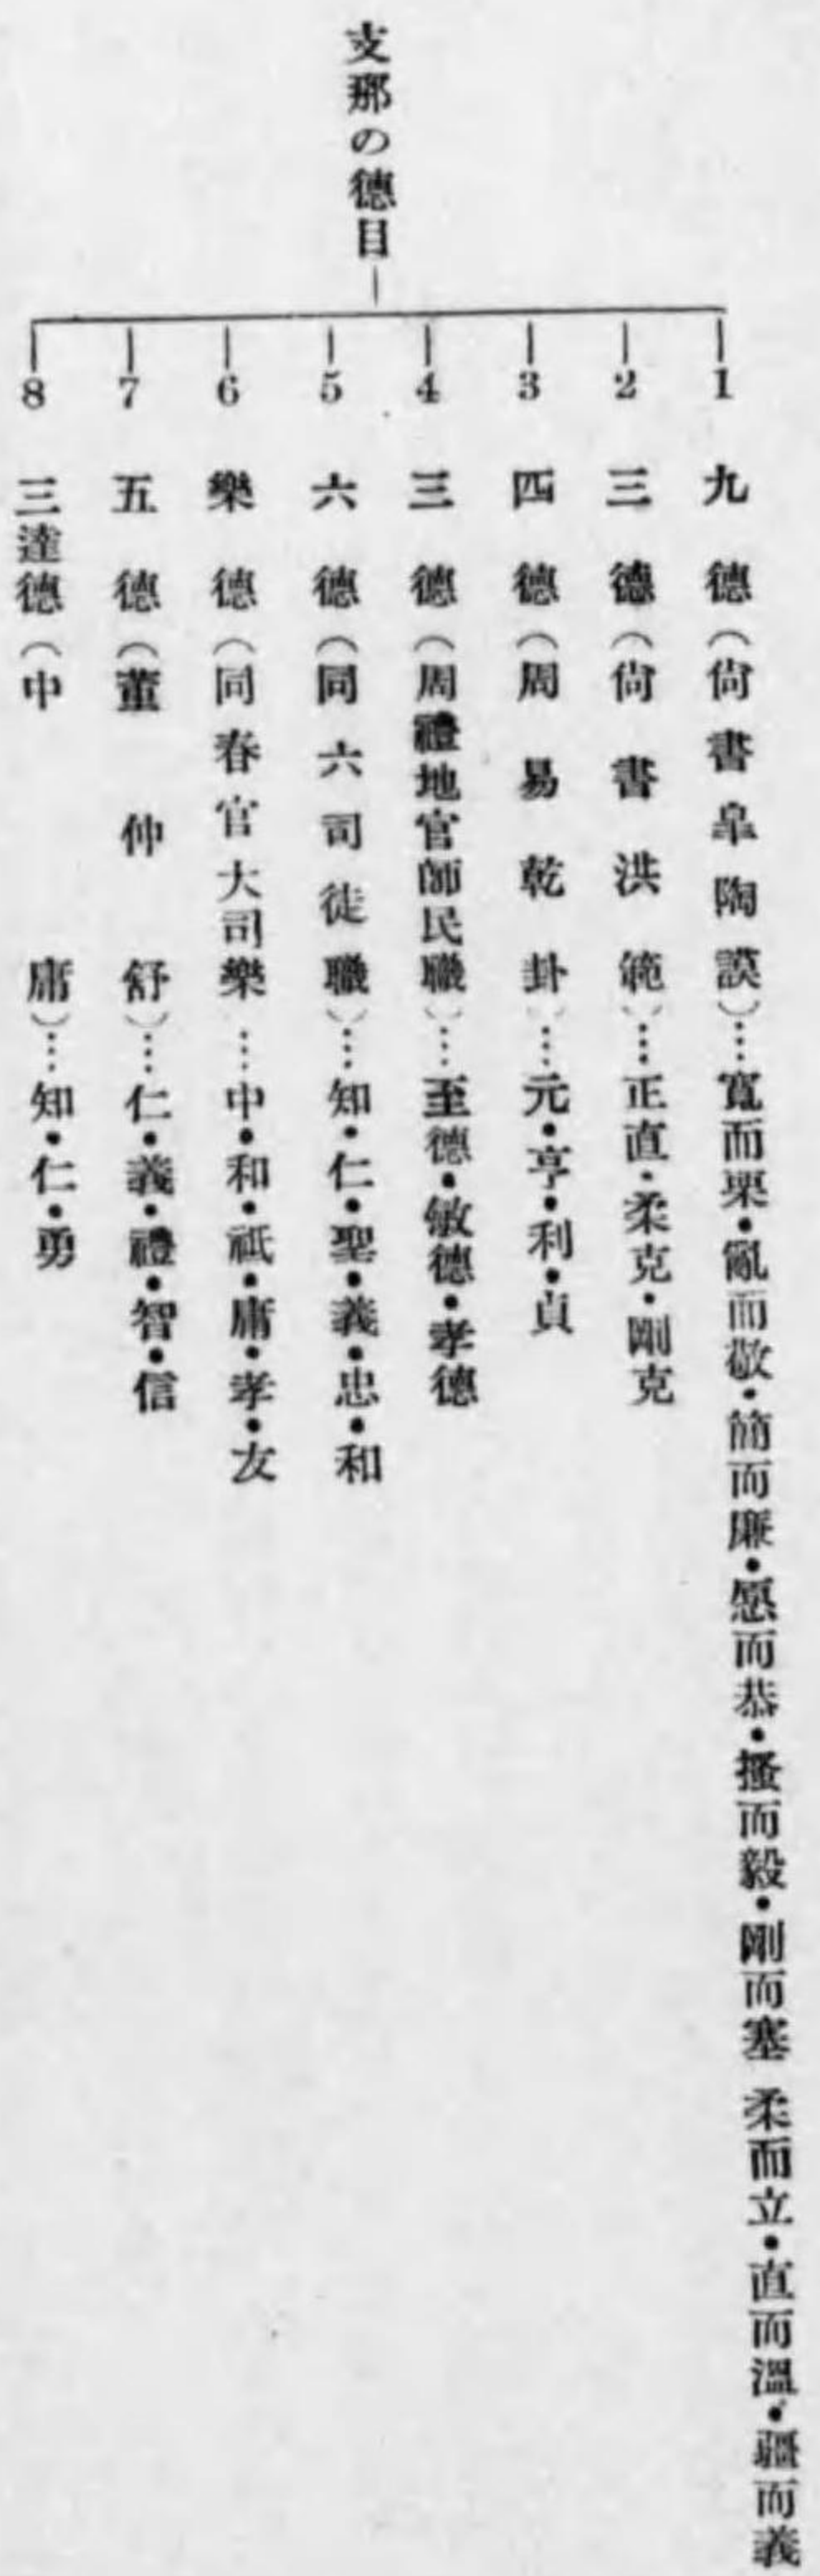 支那の德目
1 九德(尙書皐陶謨)…寬而栗・亂而敬・簡而廉・愿而恭・擾而毅・剛而塞 柔而立・直而溫・疆而義
2 三德(尙書洪範)…正直・柔克・剛克
3 四德(周易乾卦)…元・亨・利・貞
4 三德(周禮地官師民職)…至德・敏德・孝德
5 六德(同六司徒職)…知・仁・聖・義・忠・和
6 樂德(同春官大司樂…中・和・祗・庸・孝・友
7 五德(董仲舒)…仁・義・禮・智・信
8 三達德(中庸)…知・仁・勇